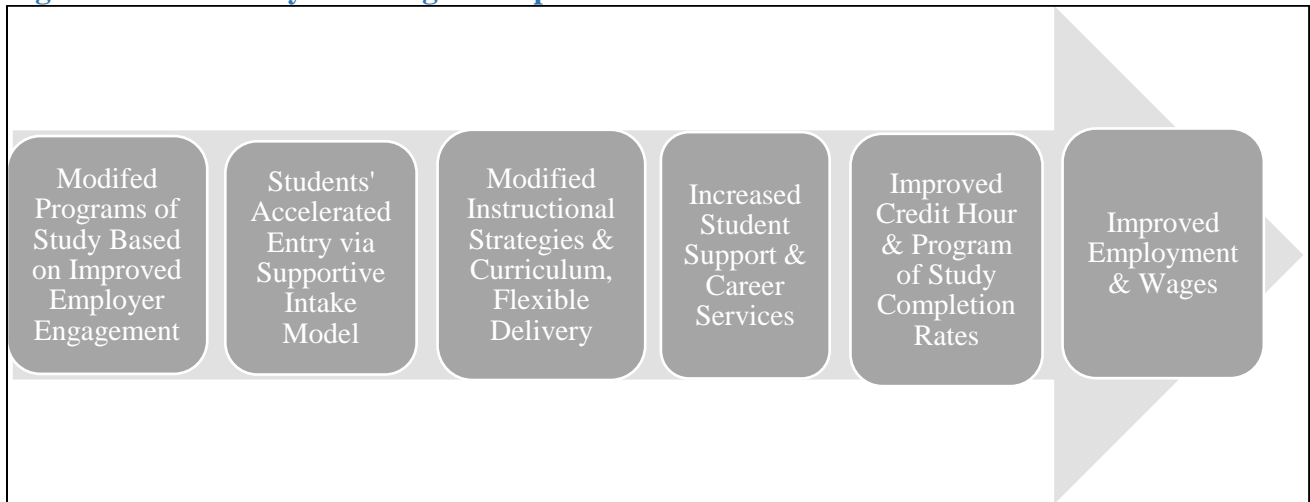 Modifed
Programs of
Study Based
on Improved
Employer
Engagement
Students'
Accelerated
Entry via
Supportive
Intake
Model
Modified
Instructional
Strategies &
Curriculum,
Flexible
Delivery
Increased
Student
Support &
Career
Services
Improved
Credit Hour
& Program
of Study
Completion
Rates
Improved
Employment
& Wages